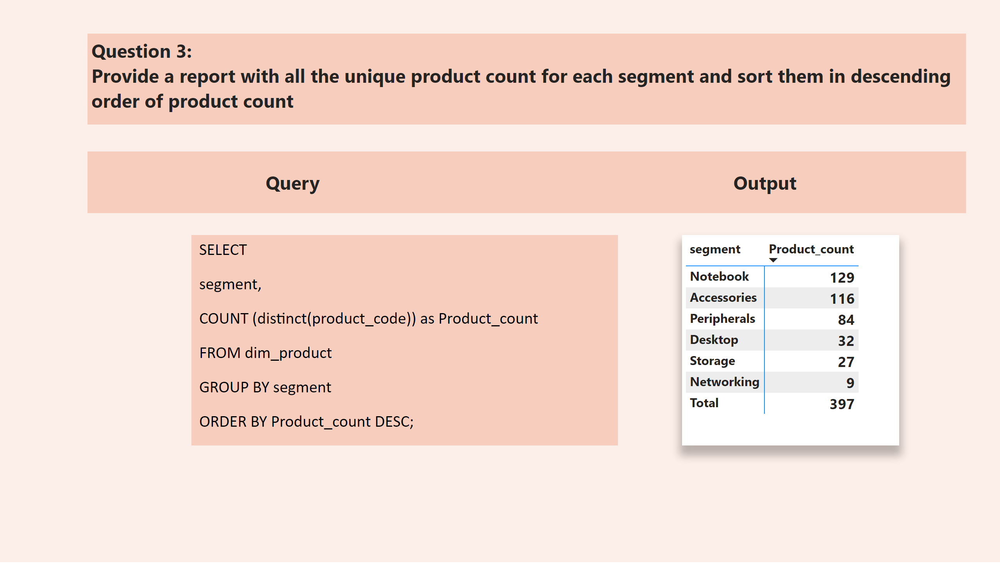 Question 3:
Provide a report with all the unique product count for each segment and sort them in descending
order of product count
Query
Output
SELECT
segment,
COUNT (distinct(product_code)) as Product_count
FROM dim_product
GROUP BY segment
ORDER BY Product_count DESC;
segment Product_count
Notebook 129
Accessories 116
Peripherals 84
Desktop 32
Storage 27
Networking 9
Total 397